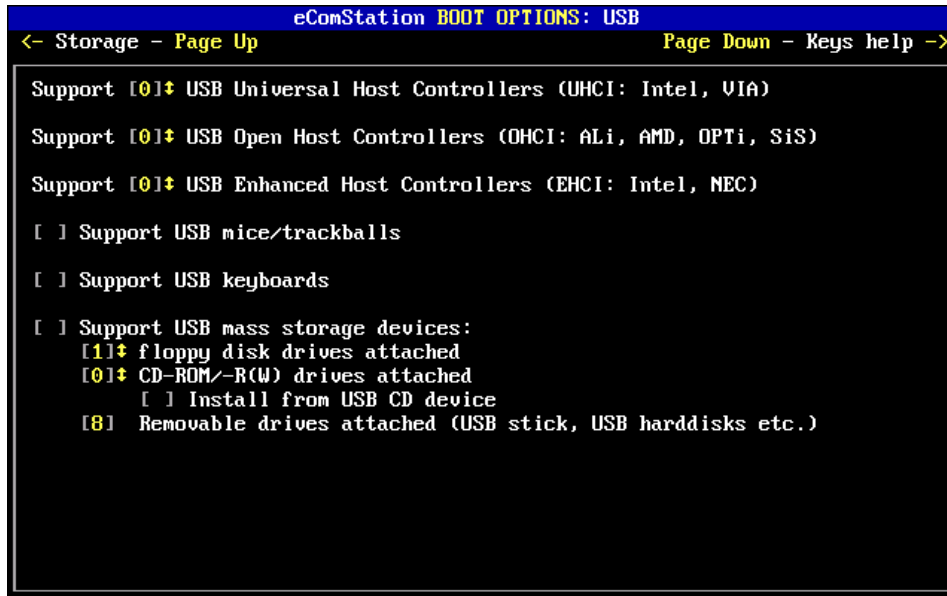 eComStation BOOT OPTIONS: USB
<- Storage - Page Up Page Down - Keys help ->
Support [0]↕ USB Universal Host Controllers (UHCI: Intel, VIA)
Support [0]↕ USB Open Host Controllers (OHCI: ALi, AMD, OPTi, SiS)
Support [0]↕ USB Enhanced Host Controllers (EHCI: Intel, NEC)
[ ] Support USB mice/trackballs
[ ] Support USB keyboards
[ ] Support USB mass storage devices:
[1]↕ floppy disk drives attached
[0]↕ CD-ROM/-R(W) drives attached
[ ] Install from USB CD device
[8] Removable drives attached (USB stick, USB harddisks etc.)